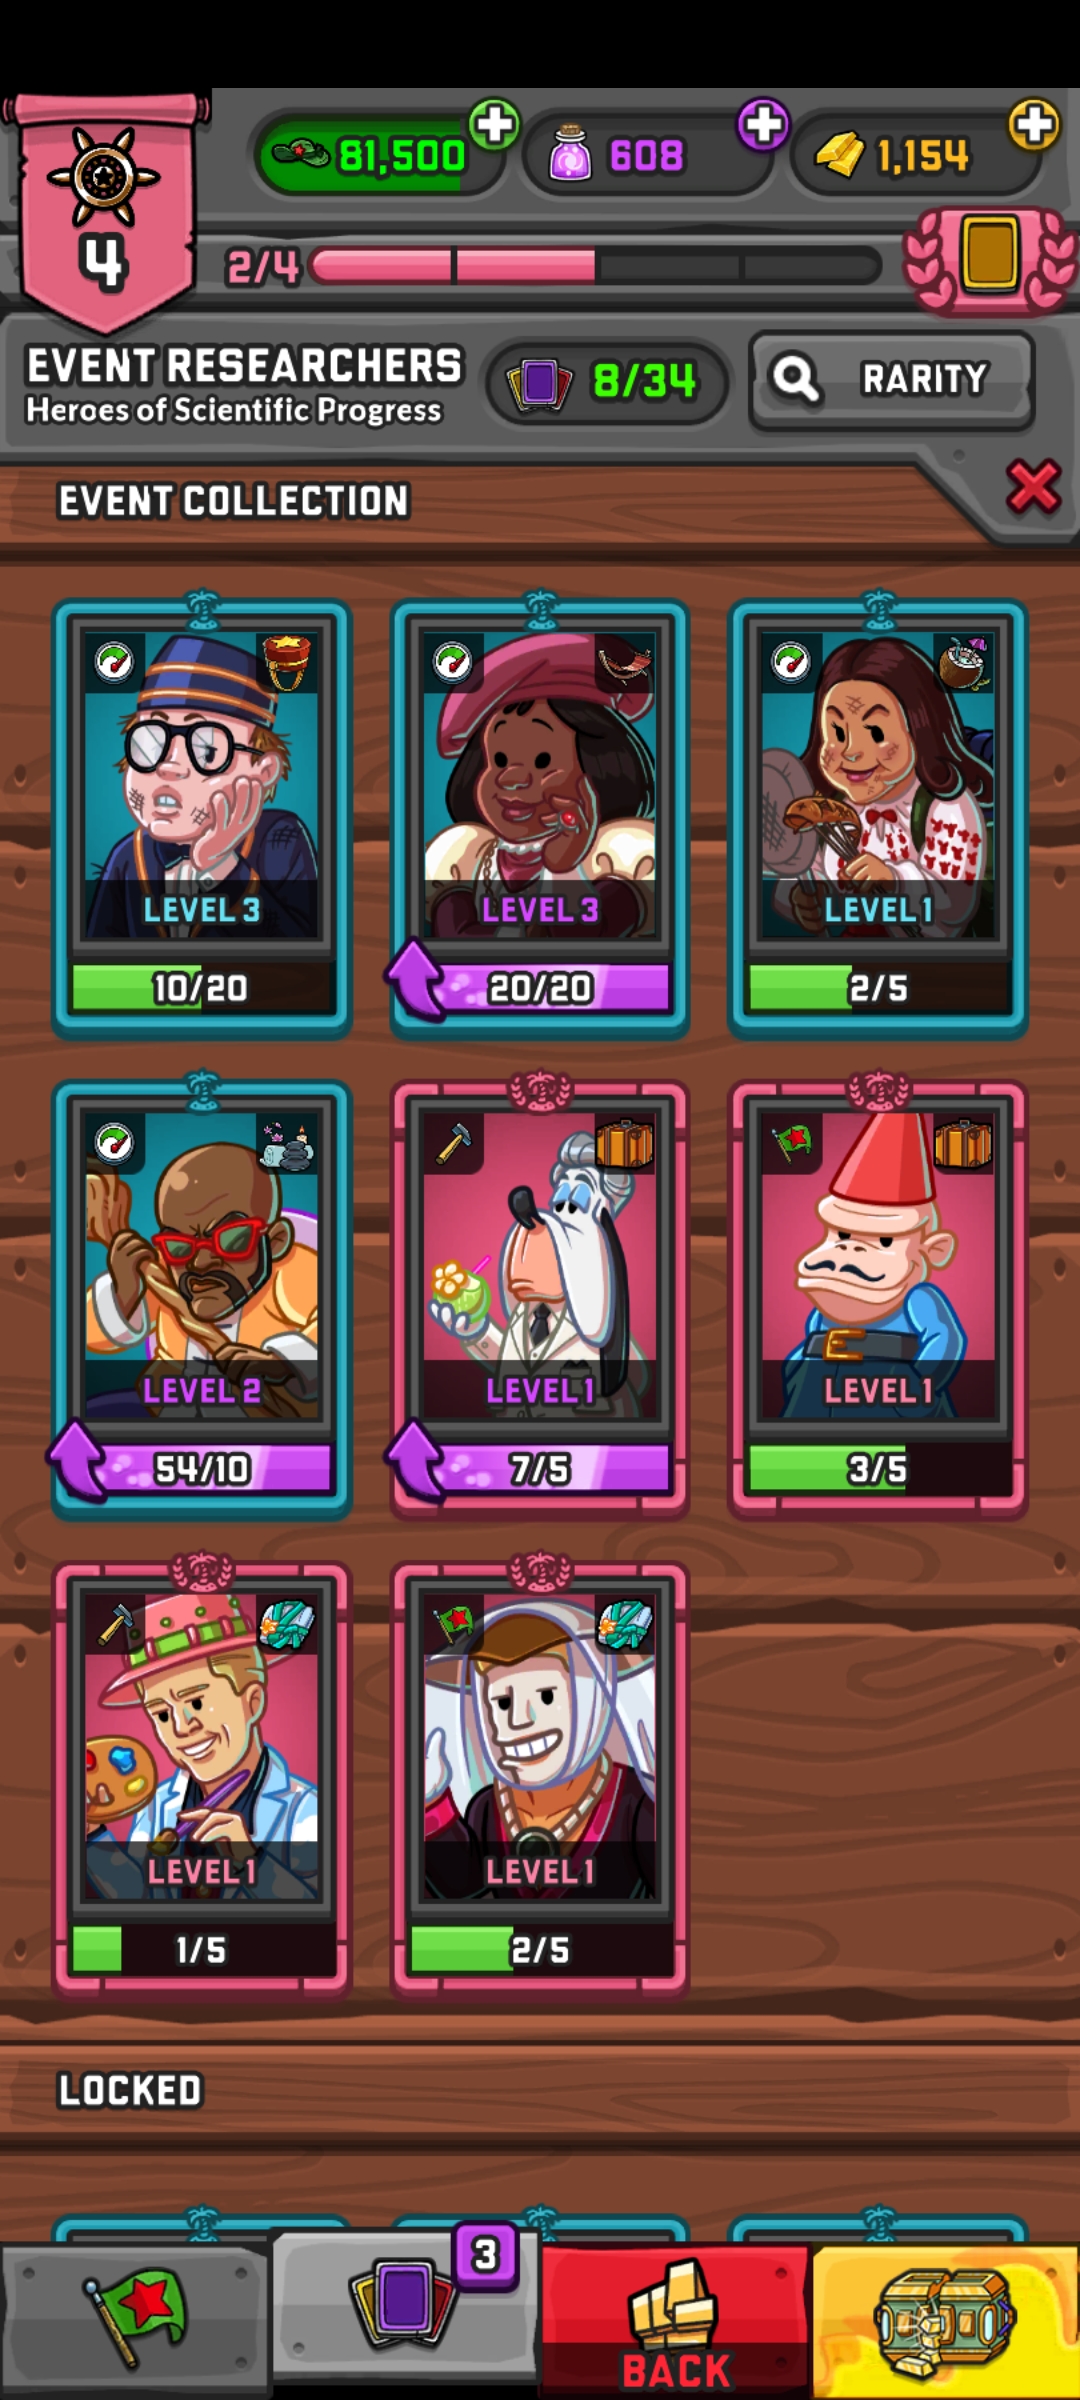 81,500
608
1,154
4
2/4
EVENT RESEARCHERS
Heroes of Scientific Progress
8/34
RARITY
EVENT COLLECTION
LEVEL 3
LEVEL 3
LEVEL 1
10/20
20/20
2/5
LEVEL 2
LEVEL 1
LEVEL 1
54/10
7/5
3/5
LEVEL 1
LEVEL 1
1/5
2/5
LOCKED
3
BACK